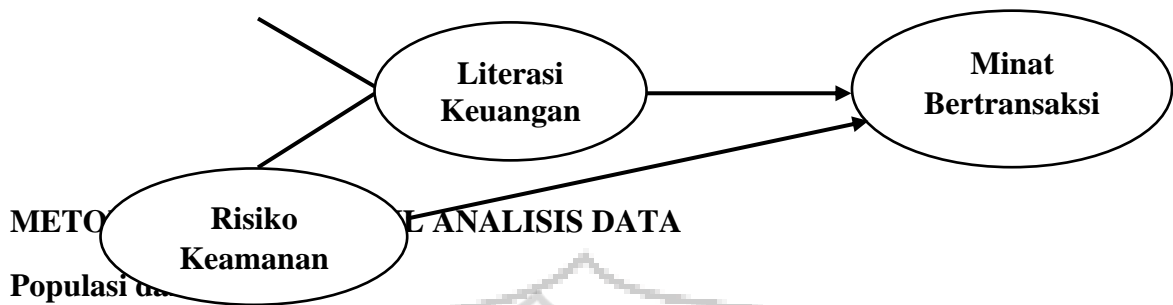 Literasi
Keuangan
Minat
Bertransaksi
Risiko
Keamanan
METO L ANALISIS DATA
Populasi da